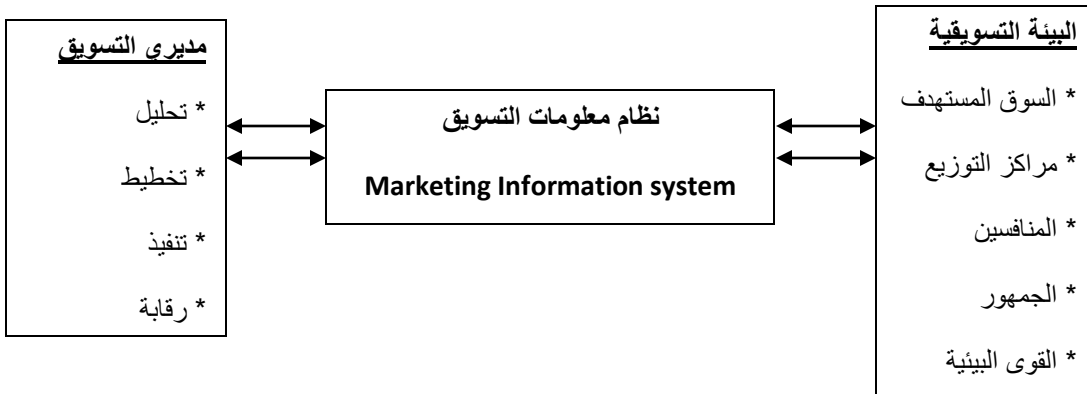 البيئة التسويقية
* السوق المستهدف
* مراكز التوزيع
* المنافسين
* الجمهور
* القوى البيئية
نظام معلومات التسويق
Marketing Information system
مديري التسويق
* تحليل
* تخطيط
* تنفيذ
* رقابة